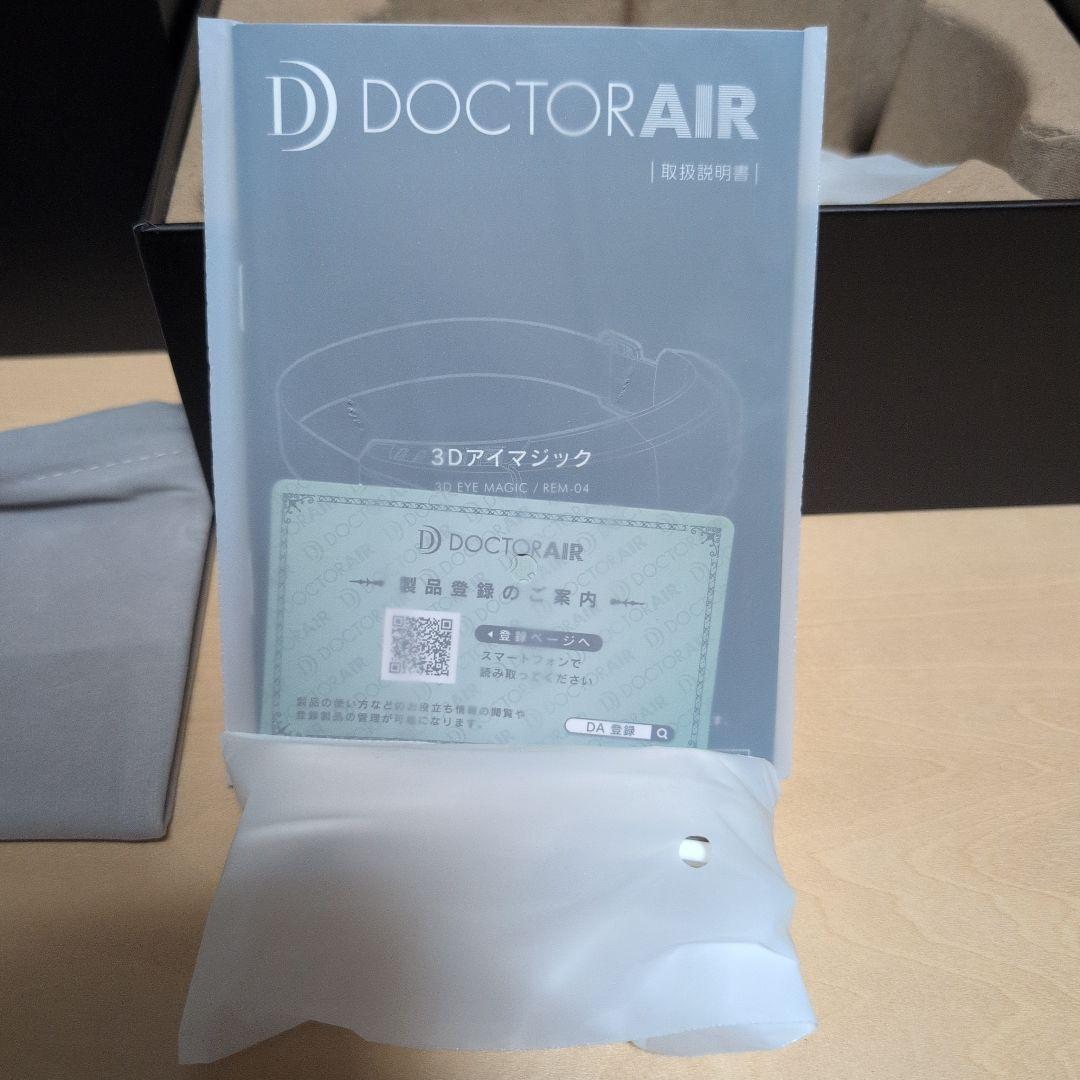 DOCTORAIR
取扱説明書
3Dアイマジック
3D EYE MAGIC / REM-04
DOCTORAIR
製品登録のご案内
登録ページへ
スマートフォンで
読み取ってください
製品の使い方などのお役立ち情報の閲覧や
登録製品の管理が可能になります。
DA 登録